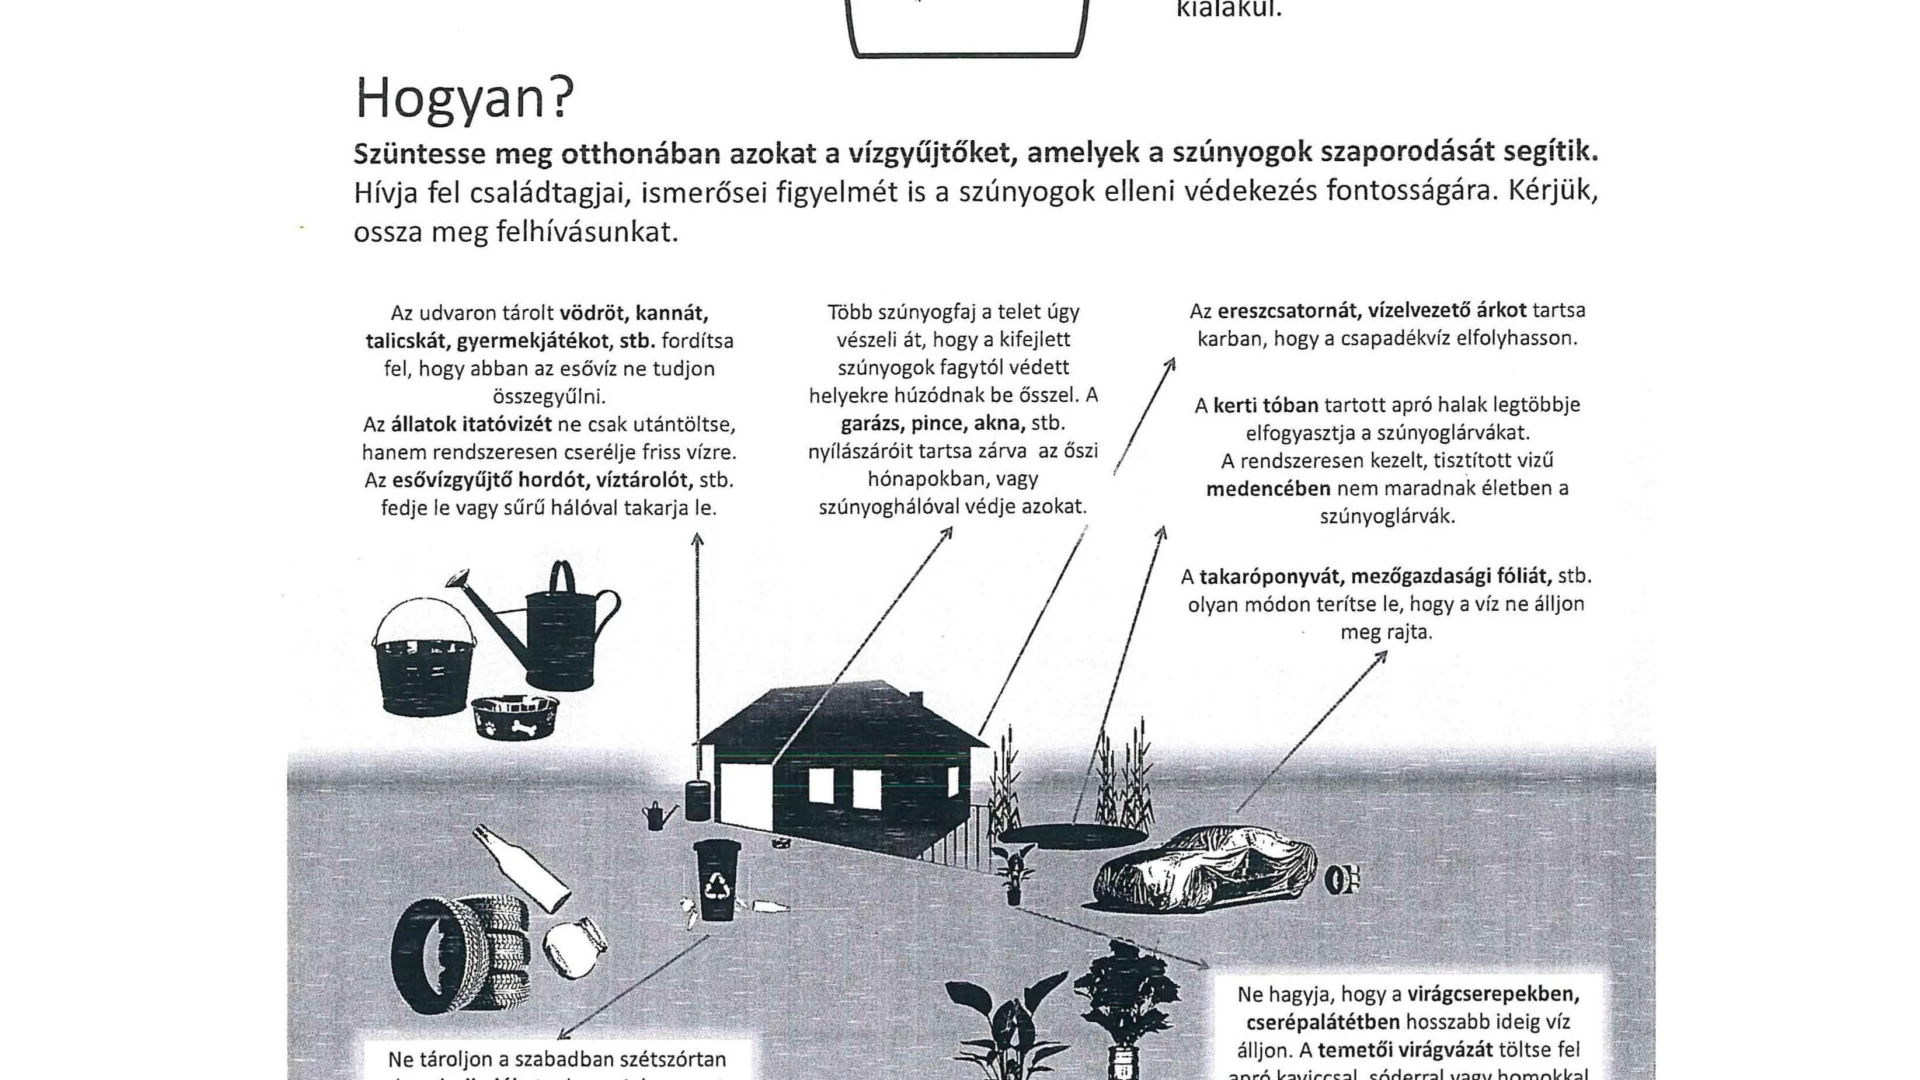 kialakul.
Hogyan?
Szüntesse meg otthonában azokat a vízgyűjtőket, amelyek a szúnyogok szaporodását segítik.
Hívja fel családtagjai, ismerősei figyelmét is a szúnyogok elleni védekezés fontosságára. Kérjük,
ossza meg felhívásunkat.
Az udvaron tárolt vödröt, kannát,
talicskát, gyermekjátékot, stb. fordítsa
fel, hogy abban az esővíz ne tudjon
összegyűlni.
Az állatok itatóvizét ne csak utántöltse,
hanem rendszeresen cserélje friss vízre.
Az esővízgyűjtő hordót, víztárolót, stb.
fedje le vagy sűrű hálóval takarja le.
Több szúnyogfaj a telet úgy
vészeli át, hogy a kifejlett
szúnyogok fagytól védett
helyekre húzódnak be ősszel. A
garázs, pince, akna, stb.
nyílászáróit tartsa zárva az őszi
hónapokban, vagy
szúnyoghálóval védje azokat.
Az ereszcsatornát, vízelvezető árkot tartsa
karban, hogy a csapadékvíz elfolyhasson.
A kerti tóban tartott apró halak legtöbbje
elfogyasztja a szúnyoglárvákat.
A rendszeresen kezelt, tisztított vizű
medencében nem maradnak életben a
szúnyoglárvák.
A takaróponyvát, mezőgazdasági fóliát, stb.
olyan módon terítse le, hogy a víz ne álljon
meg rajta.
Ne tároljon a szabadban szétszórtan
Ne hagyja, hogy a virágcserepekben,
cserépalátétben hosszabb ideig víz
álljon. A temetői virágvázát töltse fel
apró kaviccsal, sóderral vagy homokkal